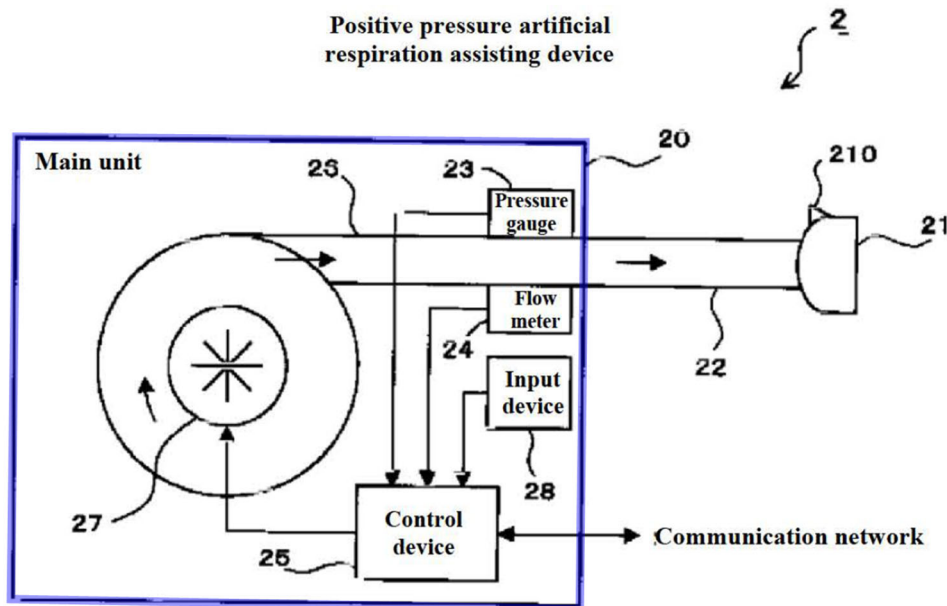 Positive pressure artificial
respiration assisting device
2
Main unit
26
23
20
210
Pressure
gauge
21
Flow
meter
24
22
Input
device
28
27
Control
device
25
Communication network